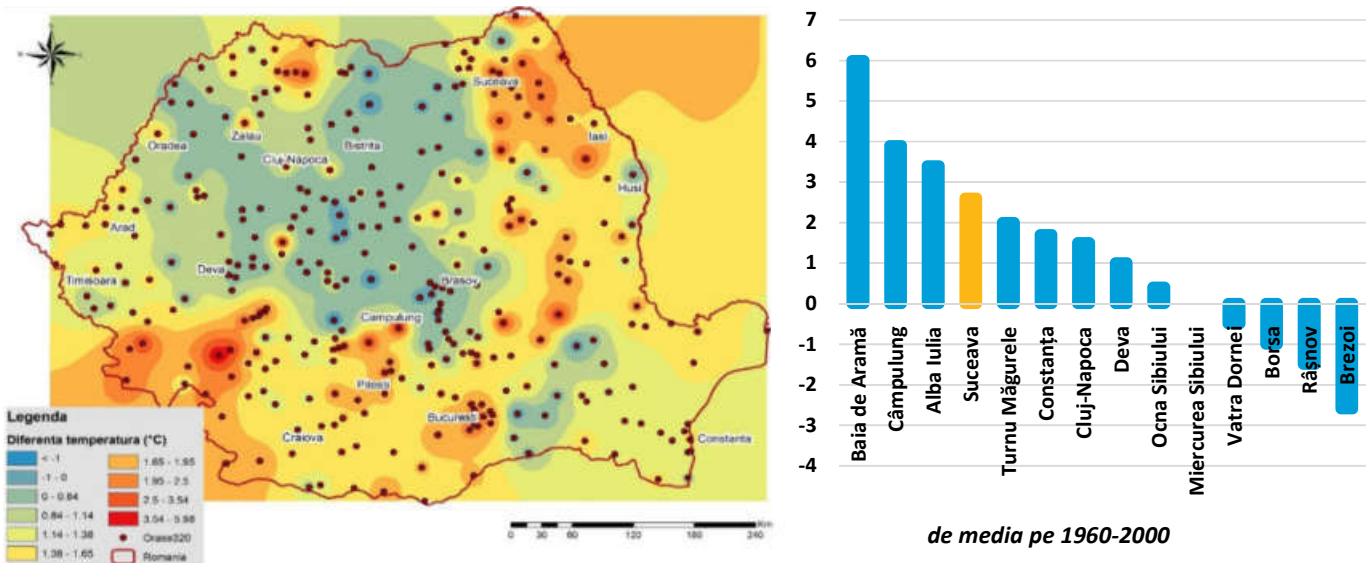 Suceava
Iasi
Oradea
Zalău
Cluj-Napoca
Bistrita
Husi
Arad
Timisoara
Deva
Brasov
Campulung
Pitesti
Bucuresti
Craiova
Constanta
Legenda
Diferenta temperatura (°C)
< -1
-1 - 0
0 - 0.84
0.84 - 1.14
1.14 - 1.38
1.38 - 1.65
1.65 - 1.95
1.95 - 2.5
2.5 - 3.54
3.54 - 5.98
Orase320
Romania
Km
0 30 60 120 180 240
7
6
5
4
3
2
1
0
-1
-2
-3
-4
Baia de Aramă
Câmpulung
Alba Iulia
Suceava
Turnu Măgurele
Constanța
Cluj-Napoca
Deva
Ocna Sibiului
Miercurea Sibiului
Vatra Dornei
Borsa
Râșnov
Brezoi
de media pe 1960-2000